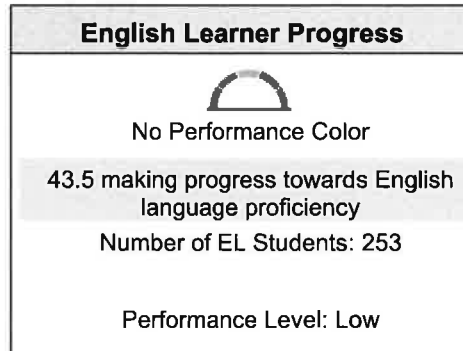 English Learner Progress
No Performance Color
43.5 making progress towards English
language proficiency
Number of EL Students: 253
Performance Level: Low